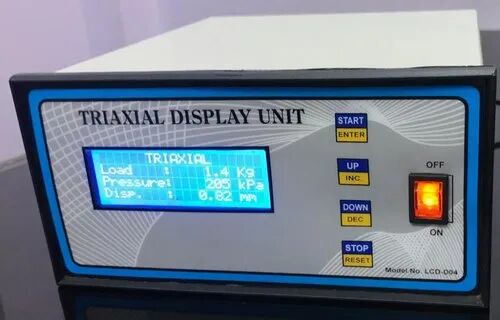 TRIAXIAL DISPLAY UNIT
TRIAXIAL
Load : 1.4 Kg
Pressure: 205 kPa
Disp. : 0.82 mm
START
ENTER
UP
INC.
DOWN
DEC
STOP
RESET
OFF
ON
Model No. LCD-D04